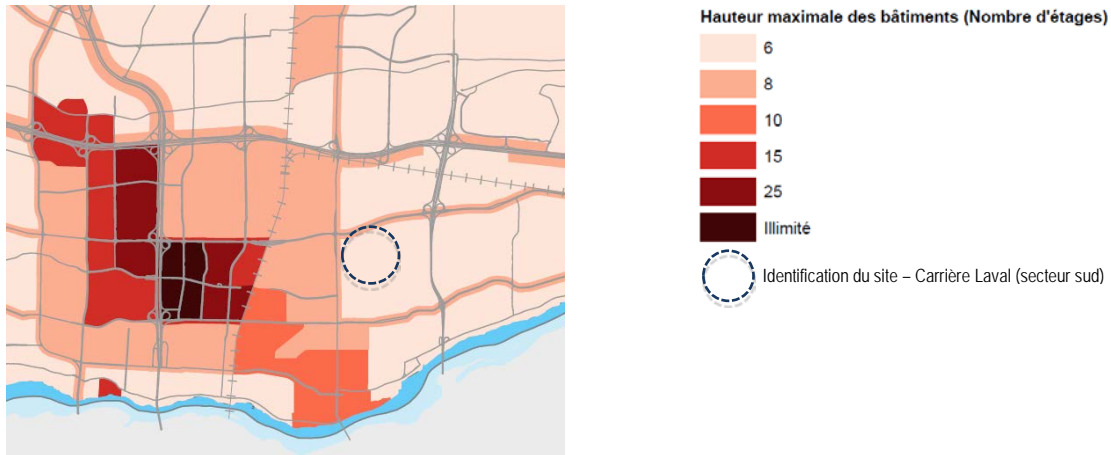 Hauteur maximale des bâtiments (Nombre d'étages)
6
8
10
15
25
Illimité
Identification du site – Carrière Laval (secteur sud)